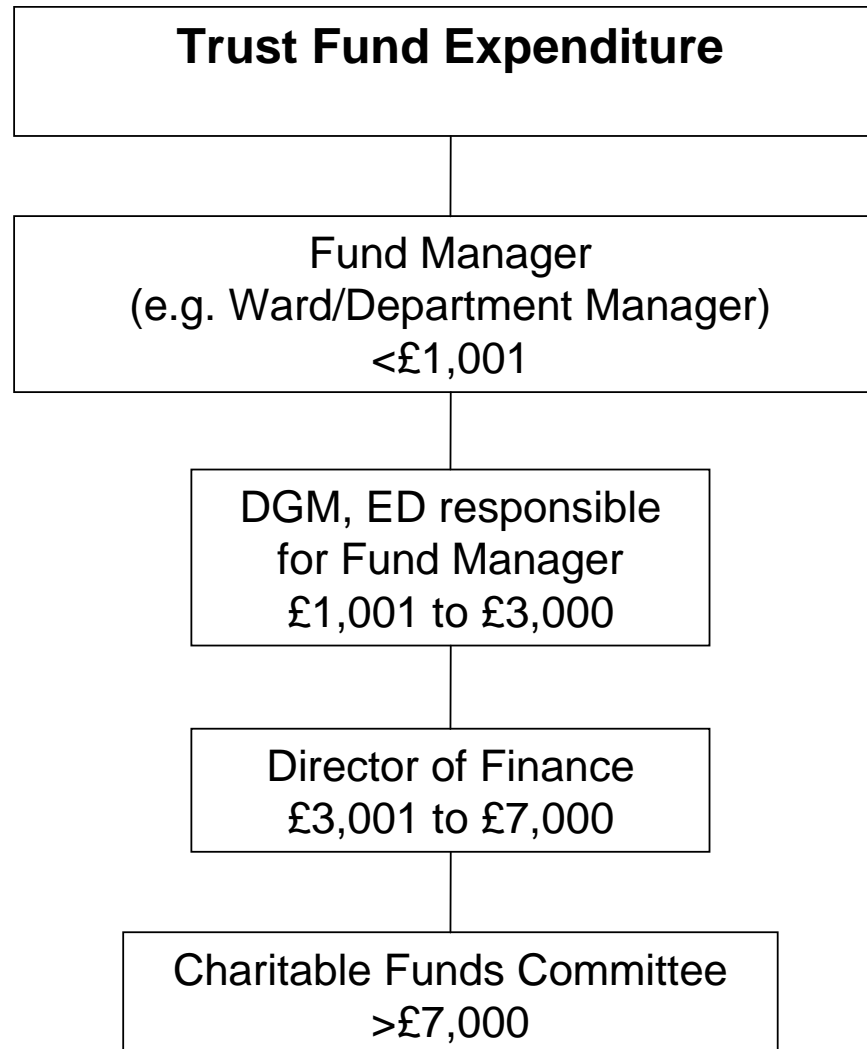 Trust Fund Expenditure
Fund Manager
(e.g. Ward/Department Manager)
<£1,001
DGM, ED responsible
for Fund Manager
£1,001 to £3,000
Director of Finance
£3,001 to £7,000
Charitable Funds Committee
>£7,000